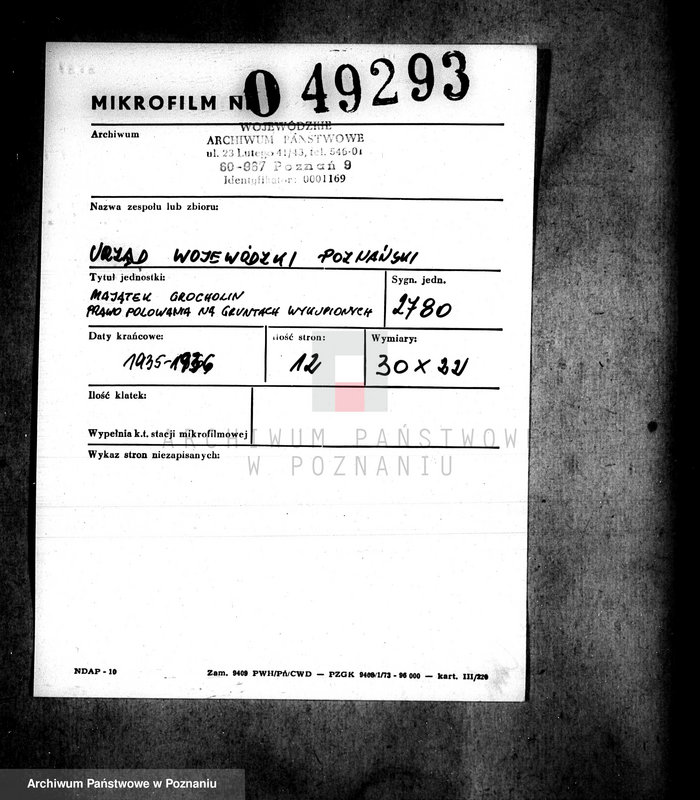 MIKROFILM NR 0 49293
Archiwum
WOJEWÓDZKIE
ARCHIWUM PAŃSTWOWE
ul. 23 Lutego 41/43, tel. 546-01
60-967 Poznań 9
Identyfikator: 0001169
Nazwa zespołu lub zbioru:
URZĄD WOJEWÓDZKI POZNAŃSKI
Tytuł jednostki:
MAJĄTEK GROCHOLIN
PRAWO POLOWANIA NA GRUNTACH WYKUPIONYCH
Sygn. jedn.
2780
Daty krańcowe:
1935-1936
Ilość stron:
12
Wymiary:
30 x 22
Ilość klatek:
Wypełnia k.t. stacji mikrofilmowej
Wykaz stron niezapisanych:
ARCHIWUM PAŃSTWOWE
W POZNANIU
NDAP - 10
Zam. 9409 PWH/Pń/CWD — PZGK 9409/1/73 - 96 000 — kart. III/220
Archiwum Państwowe w Poznaniu